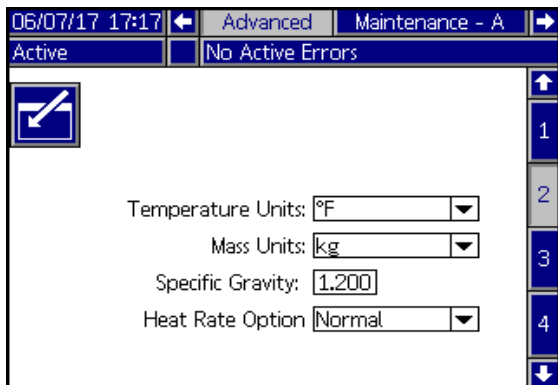 06/07/17 17:17 Advanced Maintenance - A
Active No Active Errors
1
2
Temperature Units: °F
Mass Units: kg
3
Specific Gravity: 1.200
Heat Rate Option Normal
4